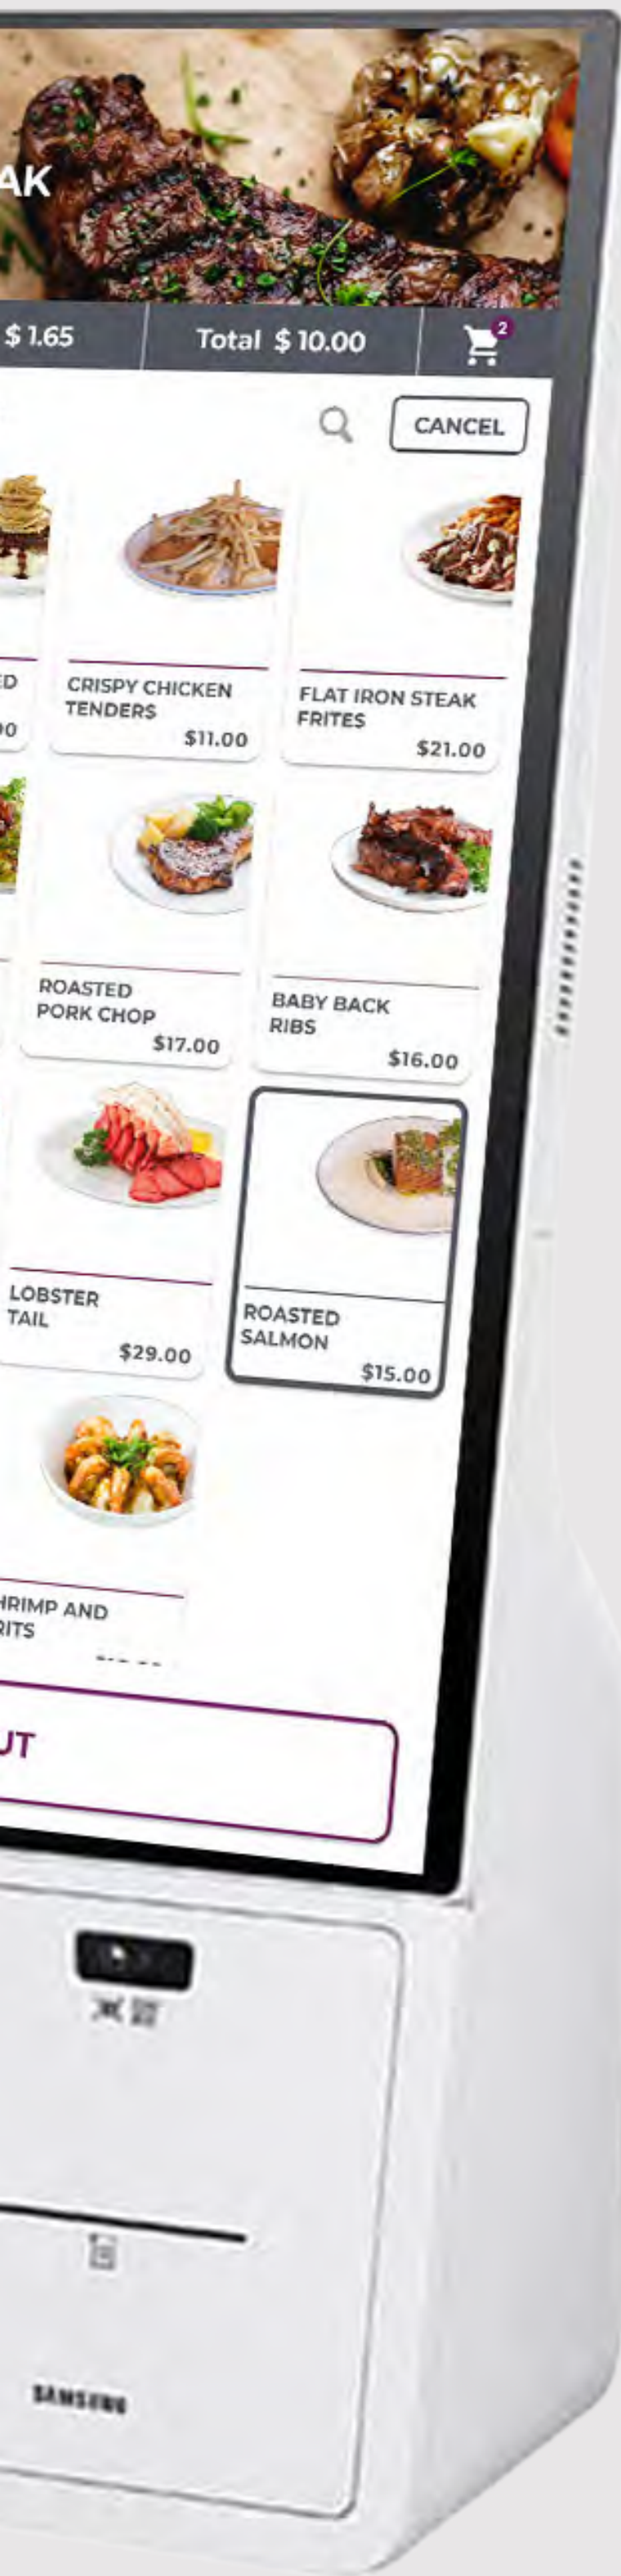 AK
$ 1.65
Total $ 10.00
2
CANCEL
ED
CRISPY CHICKEN
TENDERS
$11.00
FLAT IRON STEAK
FRITES
$21.00
00
ROASTED
PORK CHOP
$17.00
BABY BACK
RIBS
$16.00
LOBSTER
TAIL
$29.00
ROASTED
SALMON
$15.00
HRIMP AND
RITS
UT
SAMSUNG